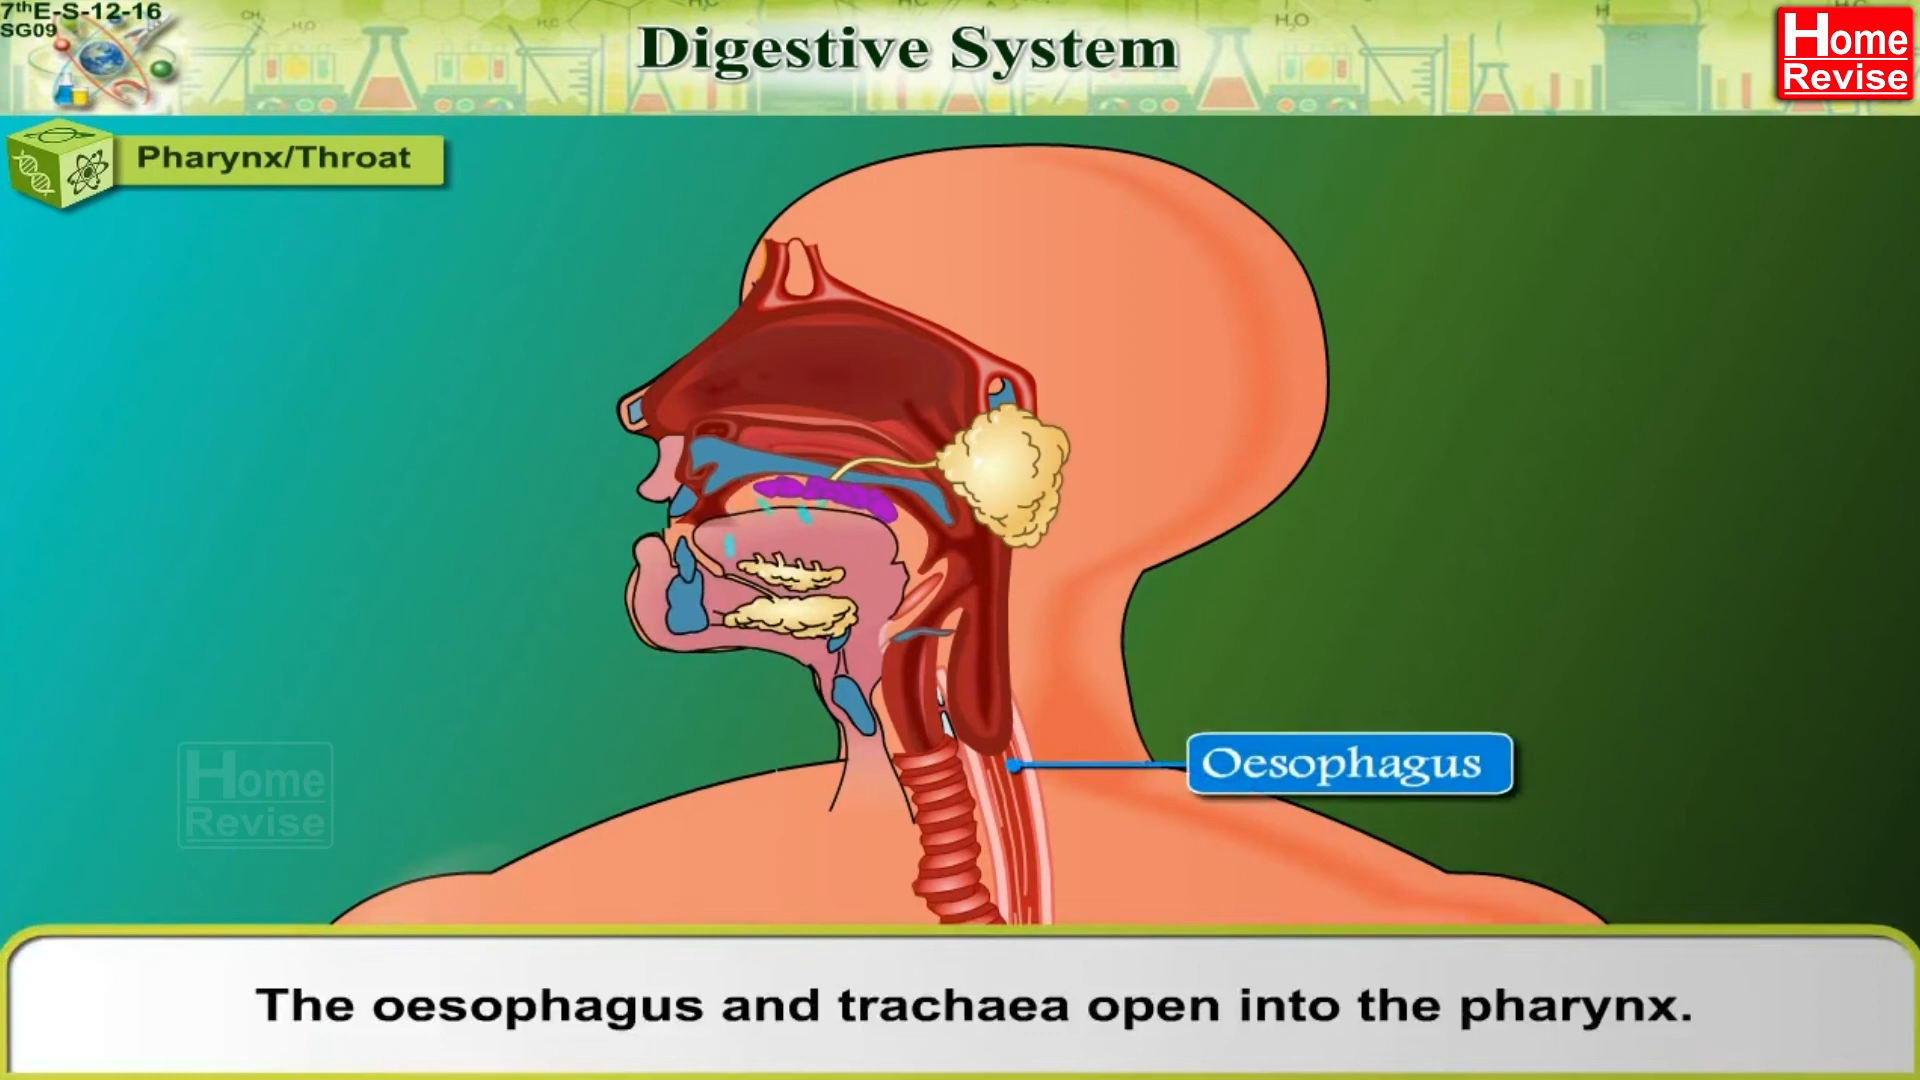 7thE-S-12-16
SG09
Digestive System
Home
Revise
Pharynx/Throat
Oesophagus
Home
Revise
The oesophagus and trachaea open into the pharynx.